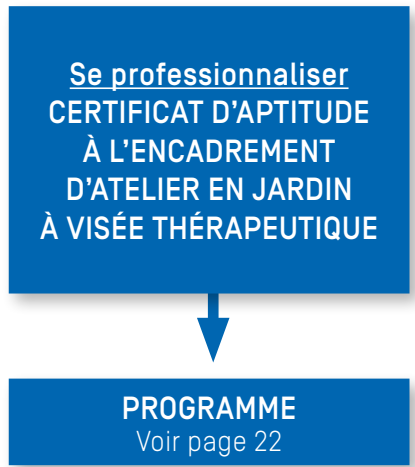 Se professionnaliser
CERTIFICAT D'APTITUDE
À L'ENCADREMENT
D'ATELIER EN JARDIN
À VISÉE THÉRAPEUTIQUE
PROGRAMME
Voir page 22